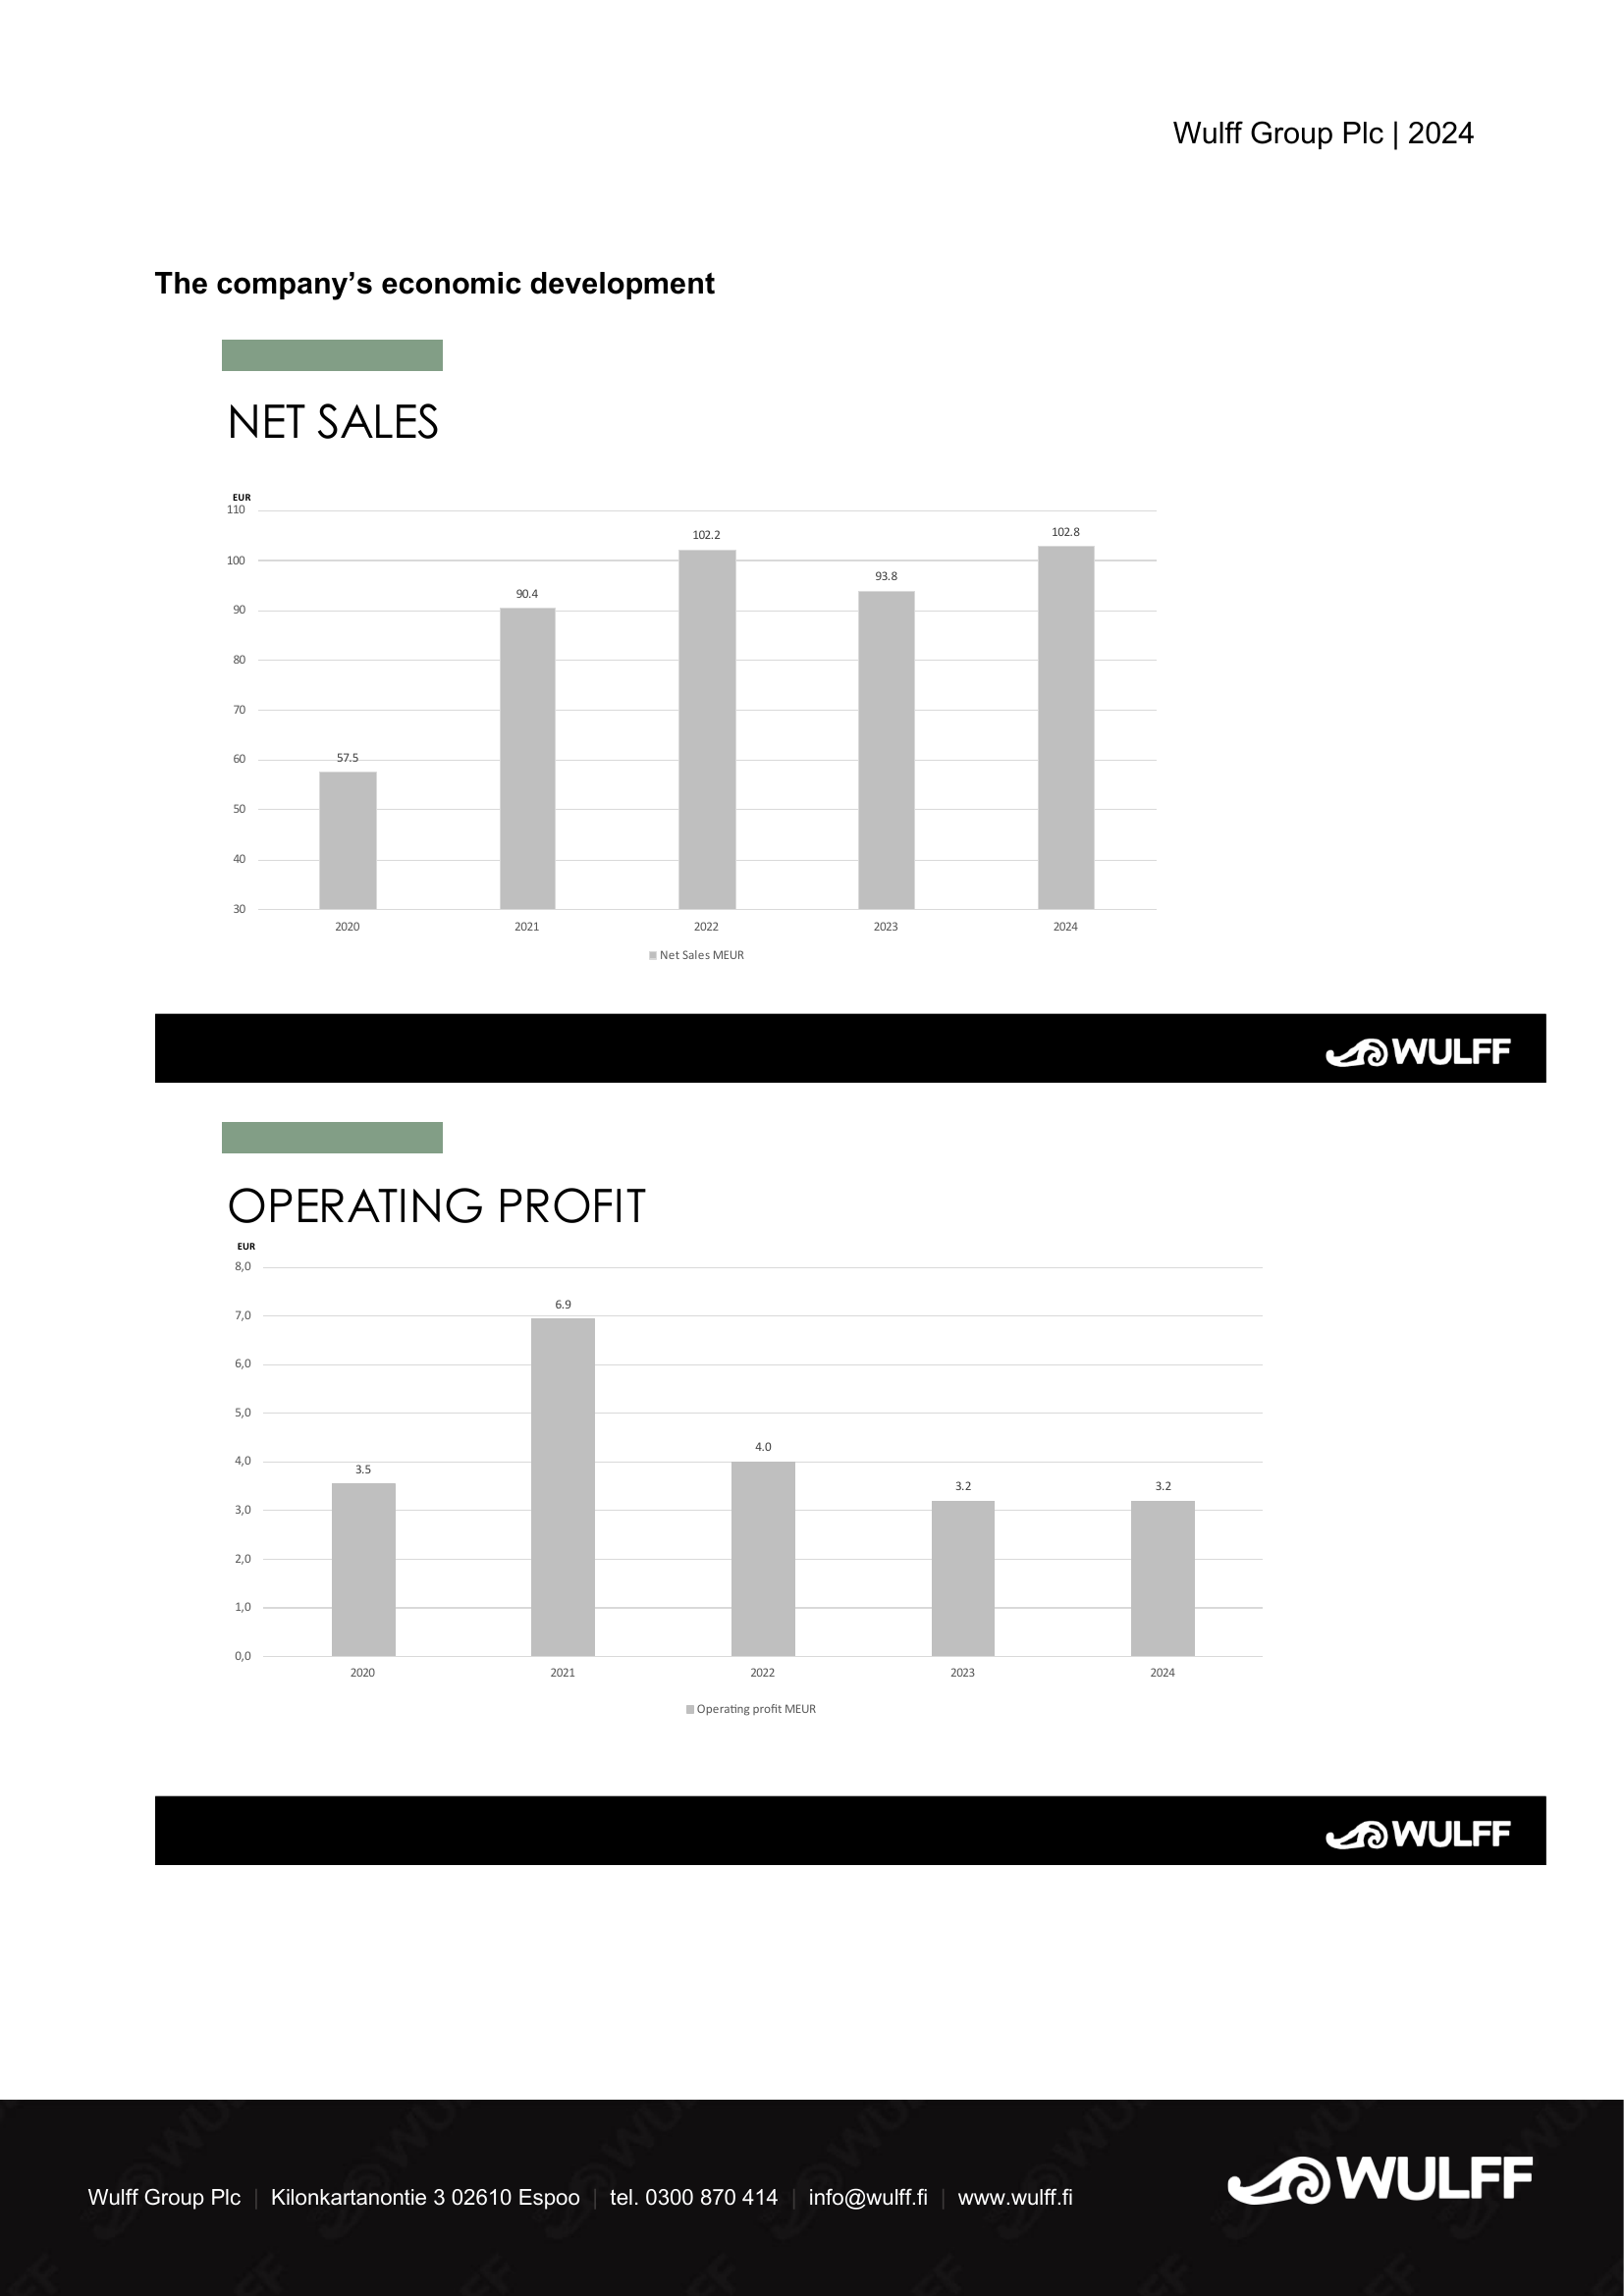 Wulff Group Plc | 2024
The company’s economic development
NET SALES
EUR
110
100
90
80
70
60
50
40
30
57.5
90.4
102.2
93.8
102.8
2020 2021 2022 2023 2024
Net Sales MEUR
WULFF
OPERATING PROFIT
EUR
8,0
7,0
6,0
5,0
4,0
3,0
2,0
1,0
0,0
3.5
6.9
4.0
3.2
3.2
2020 2021 2022 2023 2024
Operating profit MEUR
WULFF
Wulff Group Plc | Kilonkartanontie 3 02610 Espoo | tel. 0300 870 414 | info@wulff.fi | www.wulff.fi
WULFF